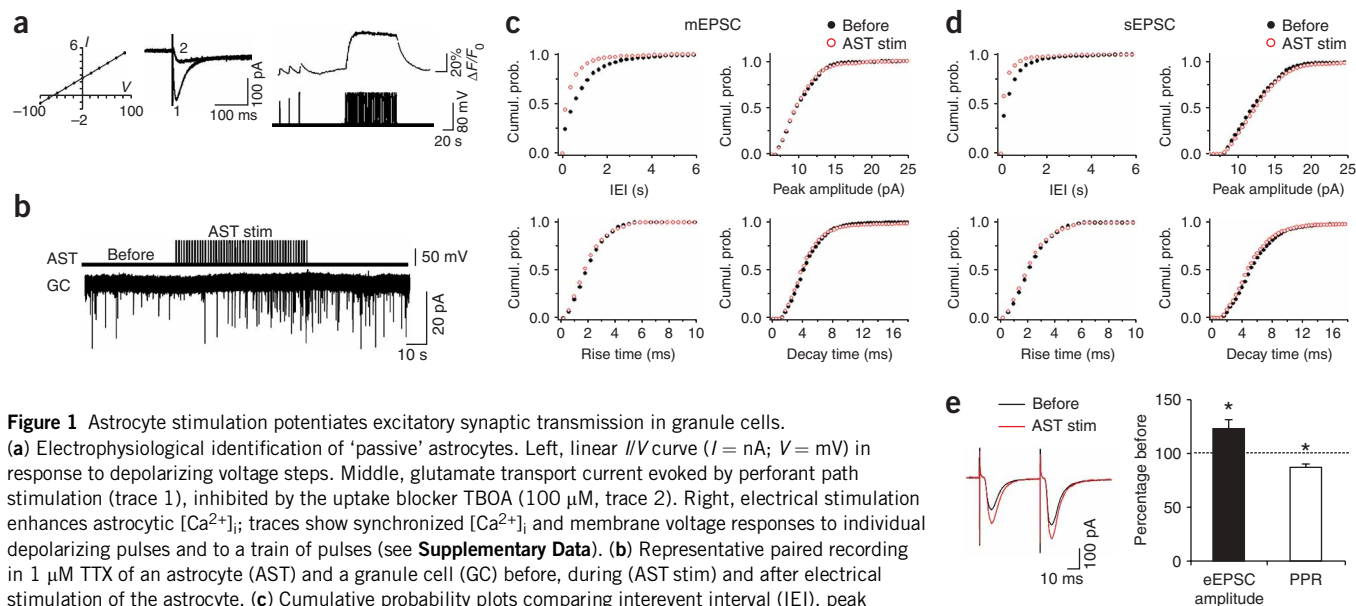 a
6
I
V
−100
100
−2
2
1
100 pA
100 ms
20%
ΔF/F0
80 mV
20 s
b
AST
Before
AST stim
50 mV
GC
20 pA
10 s
c
mEPSC
Before
AST stim
Cumul. prob.
1.0
0.5
0.0
0 2 4 6
IEI (s)
Cumul. prob.
1.0
0.5
0.0
10 15 20 25
Peak amplitude (pA)
Cumul. prob.
1.0
0.5
0.0
0 2 4 6 8 10
Rise time (ms)
Cumul. prob.
1.0
0.5
0.0
0 4 8 12 16
Decay time (ms)
d
sEPSC
Before
AST stim
Cumul. prob.
1.0
0.5
0.0
0 2 4 6
IEI (s)
Cumul. prob.
1.0
0.5
0.0
10 15 20 25
Peak amplitude (pA)
Cumul. prob.
1.0
0.5
0.0
0 2 4 6 8 10
Rise time (ms)
Cumul. prob.
1.0
0.5
0.0
0 4 8 12 16
Decay time (ms)
e
Before
AST stim
100 pA
10 ms
Percentage before
150
100
50
0
*
*
eEPSC
amplitude
PPR
Figure 1 Astrocyte stimulation potentiates excitatory synaptic transmission in granule cells.
(a) Electrophysiological identification of ‘passive’ astrocytes. Left, linear I/V curve (I = nA; V = mV) in
response to depolarizing voltage steps. Middle, glutamate transport current evoked by perforant path
stimulation (trace 1), inhibited by the uptake blocker TBOA (100 μM, trace 2). Right, electrical stimulation
enhances astrocytic [Ca2+]i; traces show synchronized [Ca2+]i and membrane voltage responses to individual
depolarizing pulses and to a train of pulses (see Supplementary Data). (b) Representative paired recording
in 1 μM TTX of an astrocyte (AST) and a granule cell (GC) before, during (AST stim) and after electrical
stimulation of the astrocyte. (c) Cumulative probability plots comparing interevent interval (IEI), peak